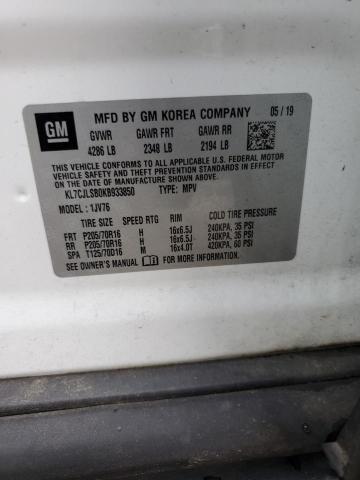 MFD BY GM KOREA COMPANY 05 / 19
GM
GVWR GAWR FRT GAWR RR
4286 LB 2348 LB 2194 LB
THIS VEHICLE CONFORMS TO ALL APPLICABLE U.S. FEDERAL MOTOR
VEHICLE SAFETY, BUMPER, AND THEFT PREVENTION STANDARDS IN
EFFECT ON THE DATE OF MANUFACTURE SHOWN ABOVE.
KL7CJLSB0KB933850 TYPE: MPV
MODEL : 1JV76
TIRE SPEED RTG RIM COLD TIRE PRESSURE
FRT P205/70R16 H 16x6.5J 240KPA, 35 PSI
RR P205/70R16 H 16x6.5J 240KPA, 35 PSI
SPA T125/70D16 M 16x4.0T 420KPA, 60 PSI
SEE OWNER'S MANUAL FOR ADDITIONAL INFORMATION.